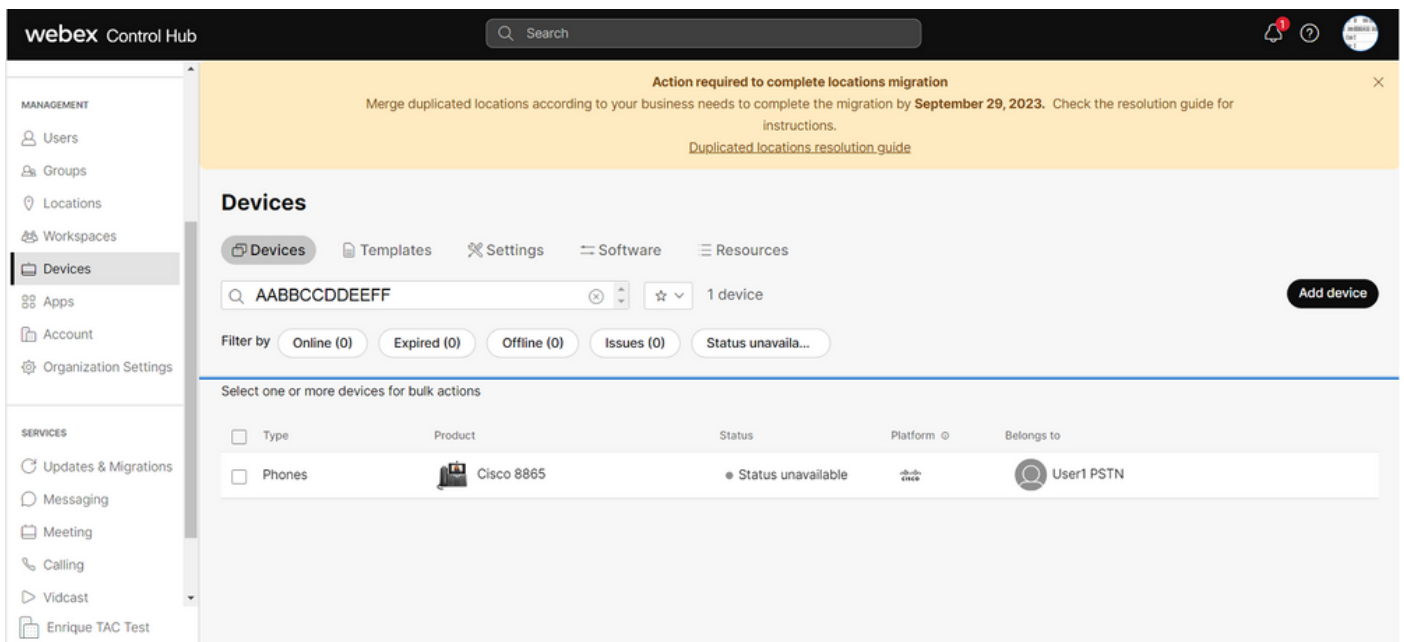 webex Control Hub
Search
1
Action required to complete locations migration
Merge duplicated locations according to your business needs to complete the migration by September 29, 2023. Check the resolution guide for
instructions.
Duplicated locations resolution guide
MANAGEMENT
Users
Groups
Locations
Workspaces
Devices
Apps
Account
Organization Settings
SERVICES
Updates & Migrations
Messaging
Meeting
Calling
Vidcast
Enrique TAC Test
Devices
Devices Templates Settings Software Resources
AABBCCDDEEFF 1 device Add device
Filter by Online (0) Expired (0) Offline (0) Issues (0) Status unavaila...
Select one or more devices for bulk actions
Type Product Status Platform Belongs to
Phones Cisco 8865 Status unavailable cisco User1 PSTN